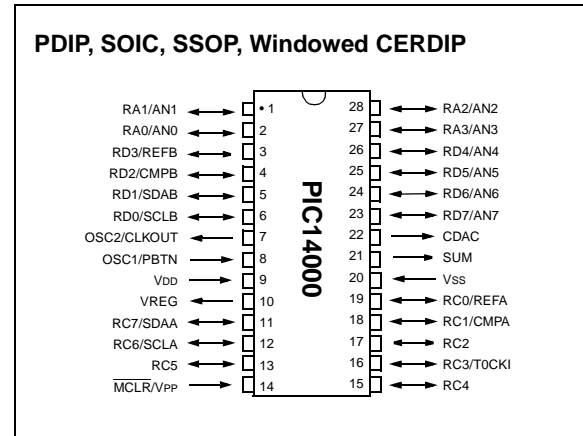 PDIP, SOIC, SSOP, Windowed CERDIP
RA1/AN1 1 28 RA2/AN2
RA0/AN0 2 27 RA3/AN3
RD3/REFB 3 26 RD4/AN4
RD2/CMPB 4 25 RD5/AN5
RD1/SDAB 5 24 RD6/AN6
RD0/SCLB 6 23 RD7/AN7
OSC2/CLKOUT 7 22 CDAC
OSC1/PBTN 8 21 SUM
VDD 9 20 VSS
VREG 10 19 RC0/REFA
RC7/SDAA 11 18 RC1/CMPA
RC6/SCLA 12 17 RC2
RC5 13 16 RC3/T0CKI
MCLR/VPP 14 15 RC4
PIC14000